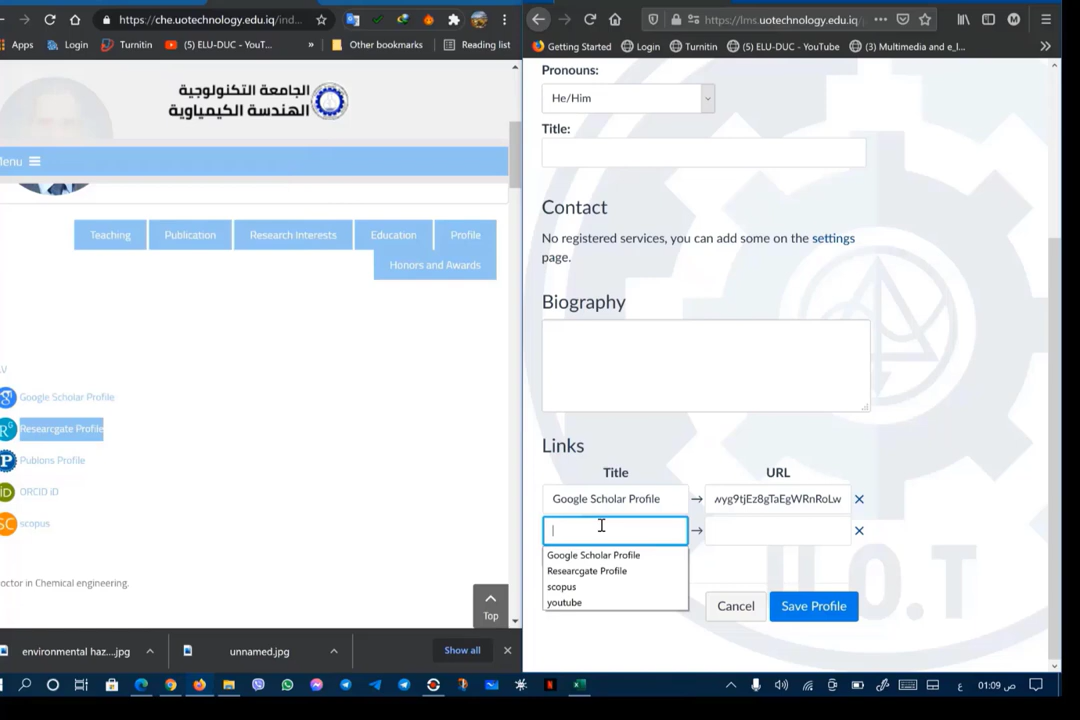 https://che.uotechnology.edu.iq/ind
Apps
Login
Turnitin
(5) ELU-DUC - YouT...
»
Other bookmarks
Reading list
الجامعة التكنولوجية
الهندسة الكيمياوية
Menu
Teaching
Publication
Research Interests
Education
Profile
Honors and Awards
Google Scholar Profile
Researcgate Profile
Publons Profile
ORCID iD
scopus
octor in Chemical engineering.
Top
environmental haz....jpg
unnamed.jpg
Show all
https://lms.uotechnology.edu.iq/
Getting Started
Login
Turnitin
(5) ELU-DUC - YouTube
(3) Multimedia and e_l...
Pronouns:
He/Him
Title:
Contact
No registered services, you can add some on the settings
page.
Biography
Links
Title
URL
Google Scholar Profile
→
wyg9tjEz8gTaEgWRnRoLw
→
Google Scholar Profile
Researcgate Profile
scopus
youtube
Cancel
Save Profile
U.O.T
ع
01:09 ص